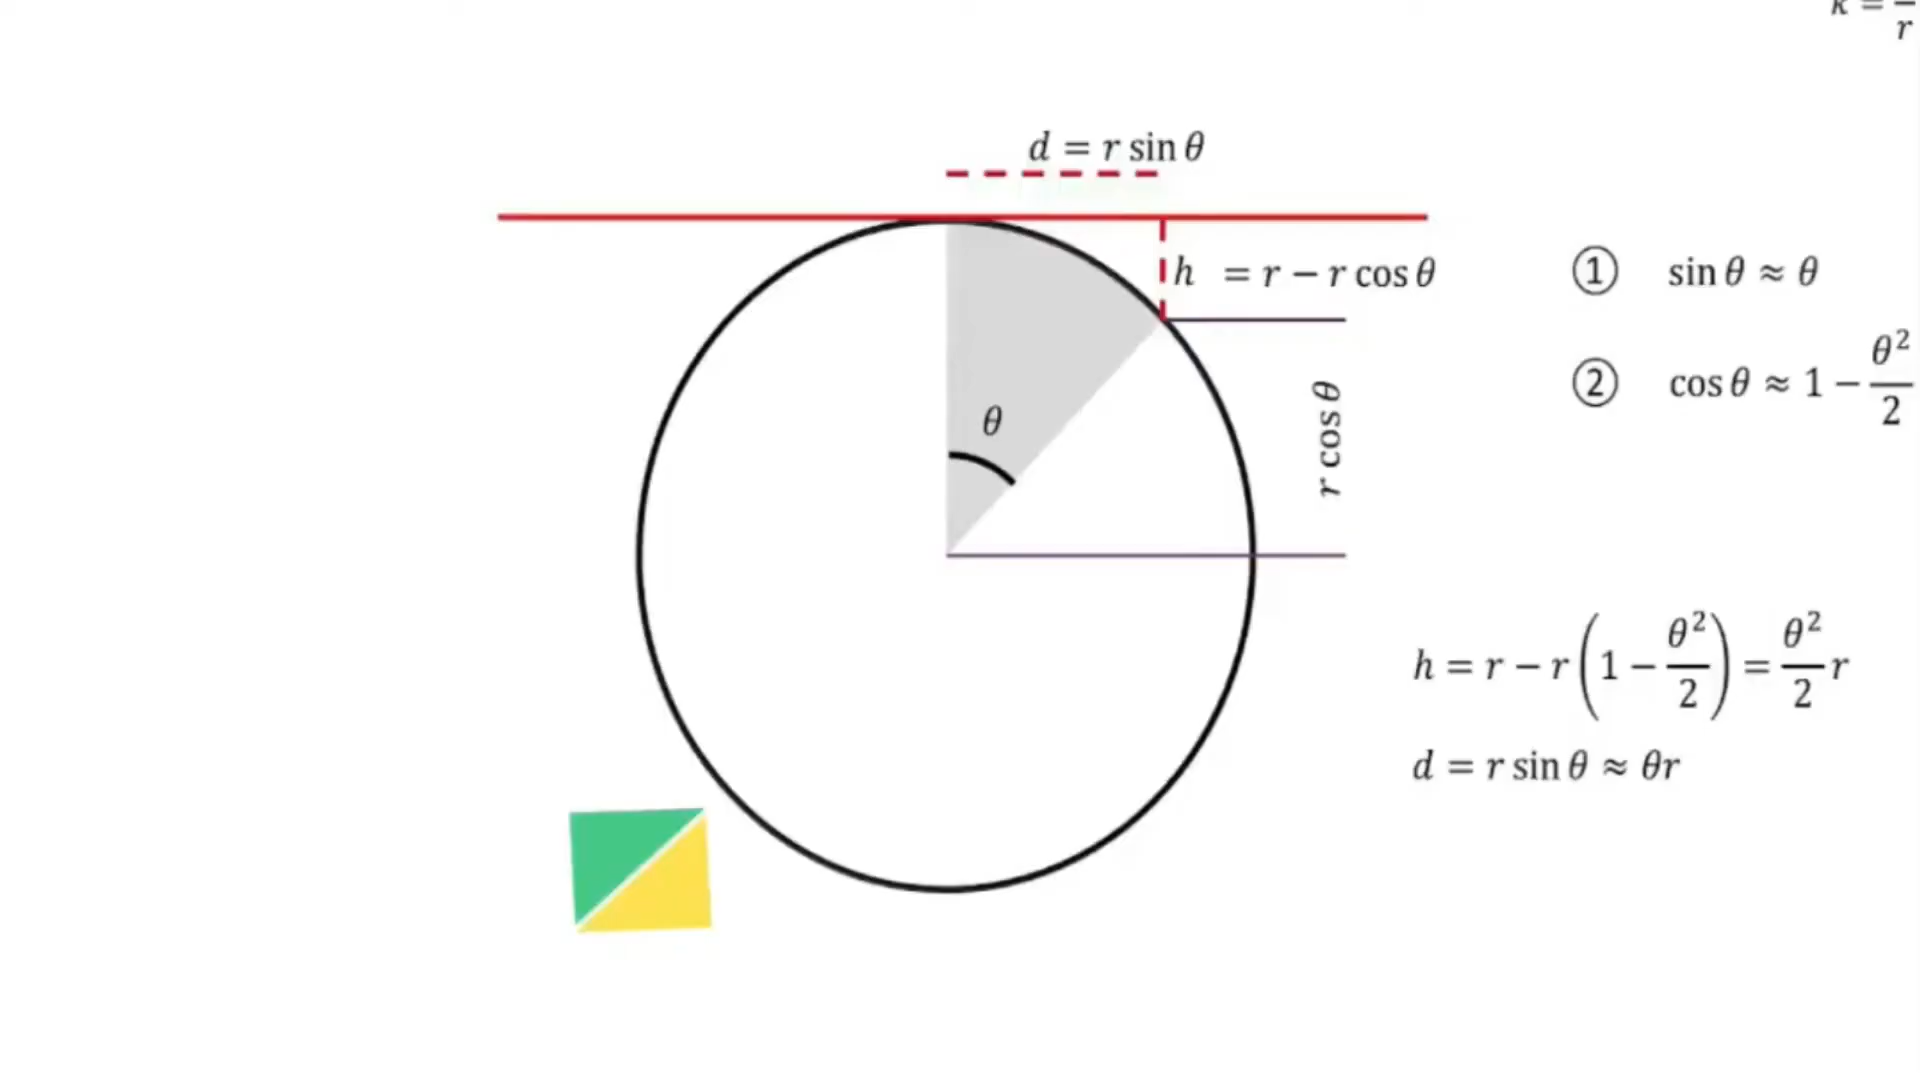 d = r sin θ
h = r − r cos θ
r cos θ
θ
① sin θ ≈ θ
② cos θ ≈ 1 − θ²/2
h = r − r(1 − θ²/2) = θ²/2 r
d = r sin θ ≈ θr